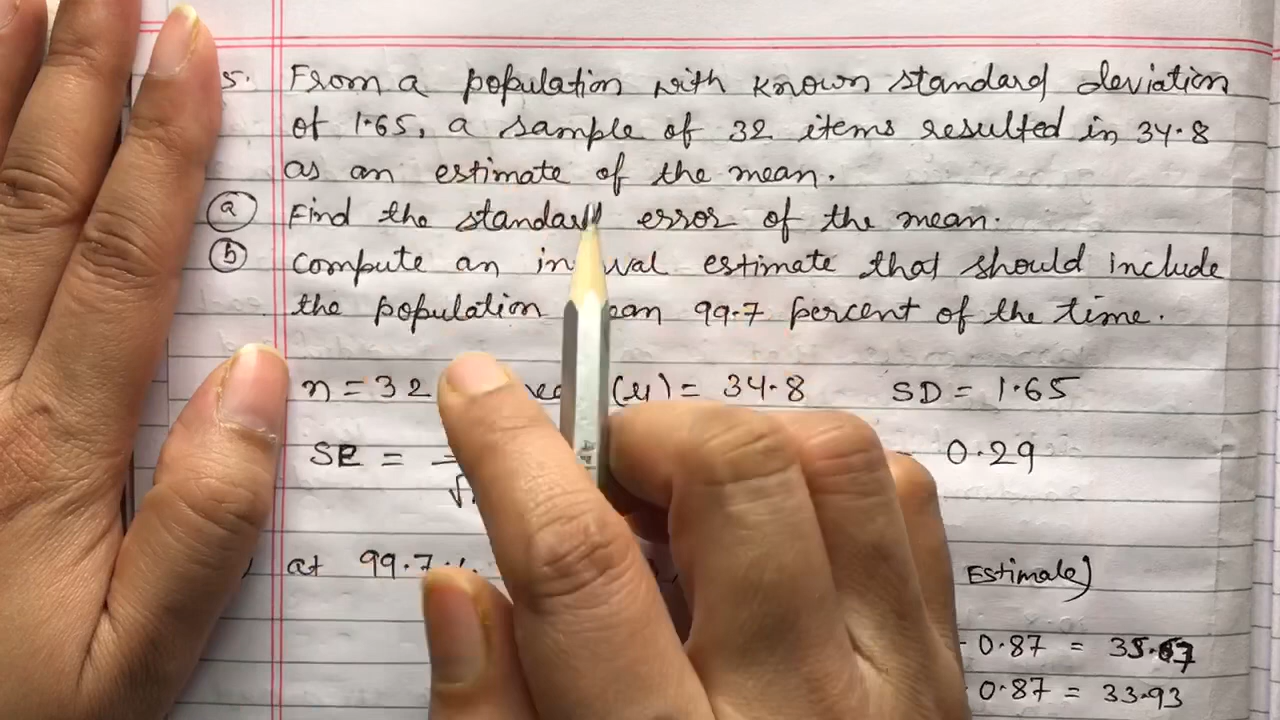 5. From a population with known standard deviation
of 1.65, a sample of 32 items resulted in 34.8
as an estimate of the mean.
a Find the standard error of the mean.
b compute an estimate that should include
the population 99.7 percent of the time.
n = 32 = 34.8 SD = 1.65
SE = 0.29
at 99.7 Estimate)
0.87 = 35.67
0.87 = 33.93